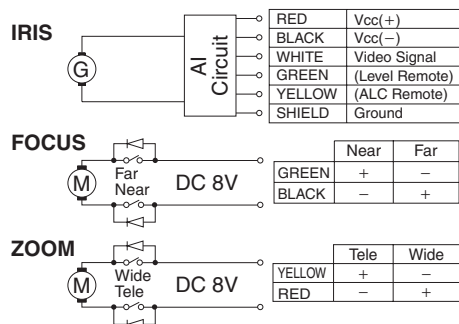 IRIS
G
AI Circuit
RED Vcc(+)
BLACK Vcc(−)
WHITE Video Signal
GREEN (Level Remote)
YELLOW (ALC Remote)
SHIELD Ground
FOCUS
M
Far
Near
DC 8V
Near Far
GREEN + −
BLACK − +
ZOOM
M
Wide
Tele
DC 8V
Tele Wide
YELLOW + −
RED − +